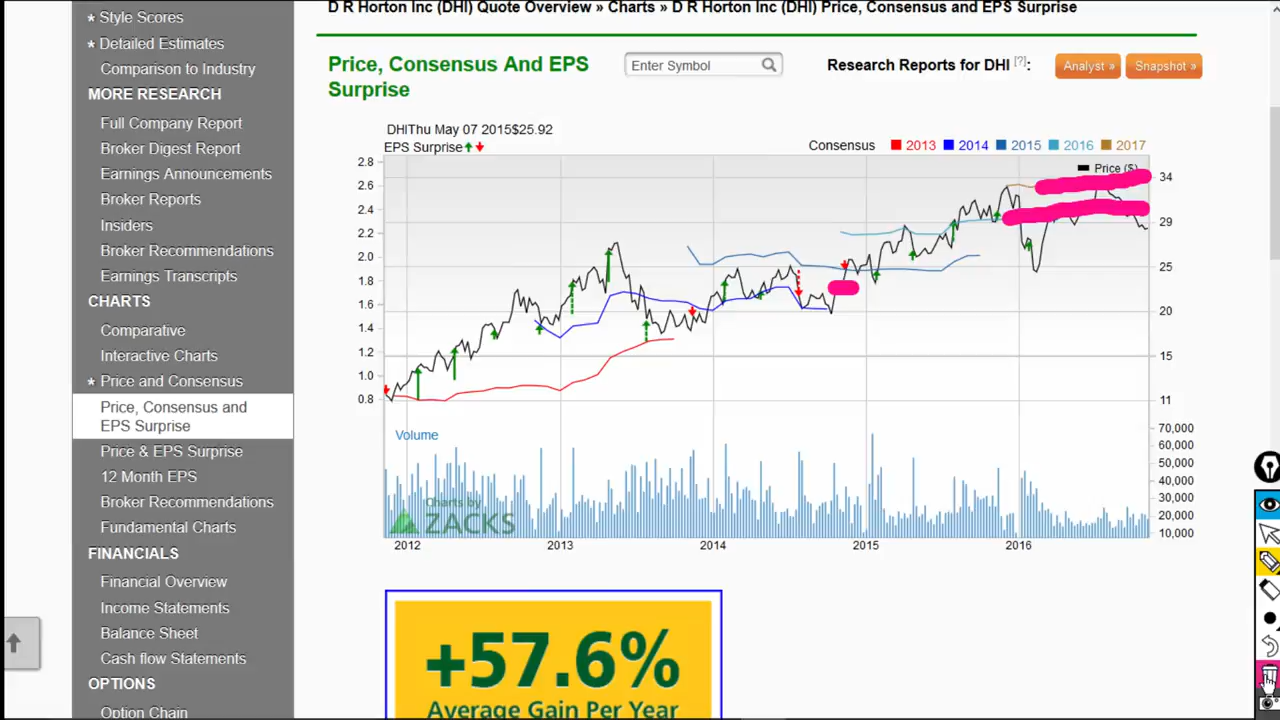 ★ Style Scores
★ Detailed Estimates
Comparison to Industry
MORE RESEARCH
Full Company Report
Broker Digest Report
Earnings Announcements
Broker Reports
Insiders
Broker Recommendations
Earnings Transcripts
CHARTS
Comparative
Interactive Charts
★ Price and Consensus
Price, Consensus and
EPS Surprise
Price & EPS Surprise
12 Month EPS
Broker Recommendations
Fundamental Charts
FINANCIALS
Financial Overview
Income Statements
Balance Sheet
Cash flow Statements
OPTIONS
Option Chain
D R Horton Inc (DHI) Quote Overview » Charts » D R Horton Inc (DHI) Price, Consensus and EPS Surprise
Price, Consensus And EPS
Surprise
Enter Symbol
Research Reports for DHI [?]:
Analyst »
Snapshot »
DHIThu May 07 2015$25.92
EPS Surprise
Consensus 2013 2014 2015 2016 2017
Price ($)
2.8
2.6
2.4
2.2
2.0
1.8
1.6
1.4
1.2
1.0
0.8
34
29
25
20
15
11
Volume
70,000
60,000
50,000
40,000
30,000
20,000
10,000
Charts by
ZACKS
2012 2013 2014 2015 2016
+57.6%
Average Gain Per Year